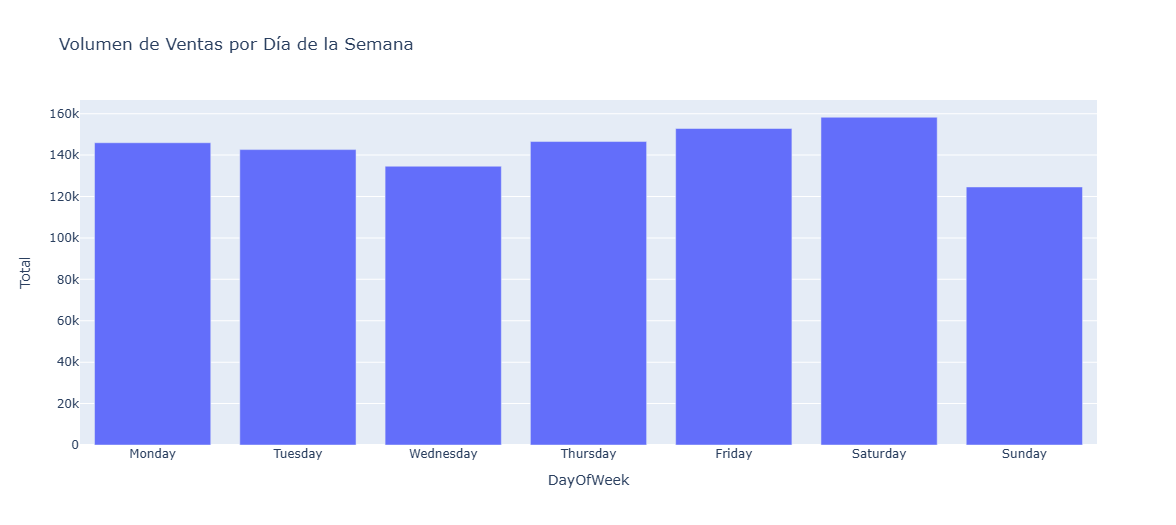 Volumen de Ventas por Día de la Semana
160k
140k
120k
100k
80k
60k
40k
20k
0
Total
Monday Tuesday Wednesday Thursday Friday Saturday Sunday
DayOfWeek